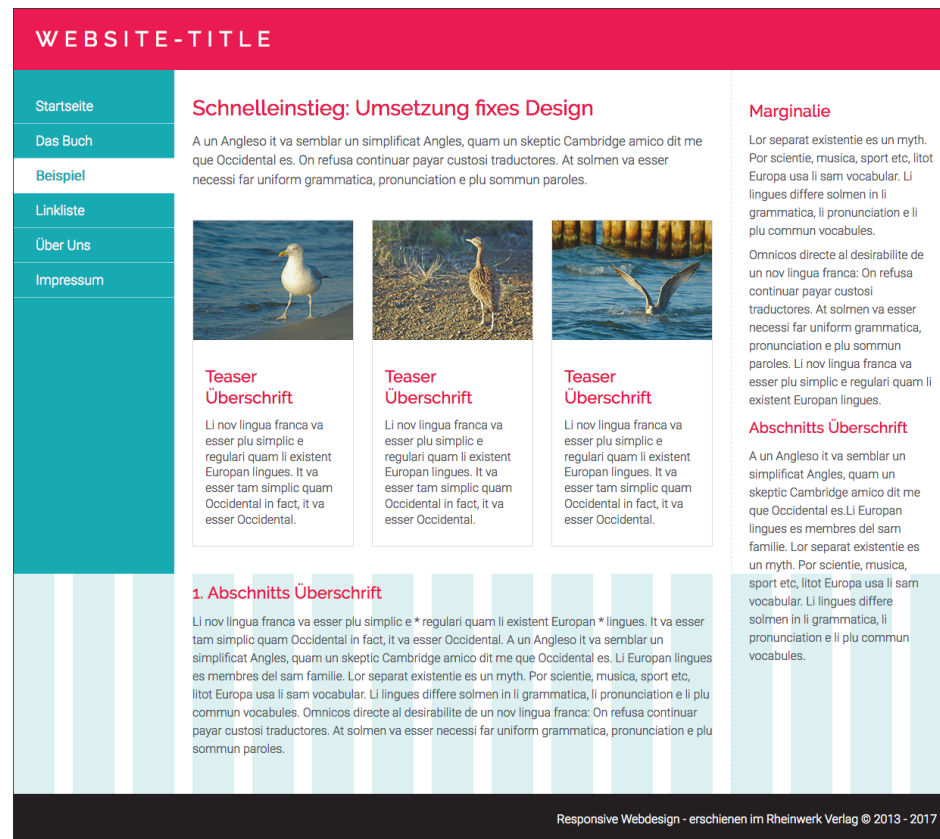 WEBSITE-TITLE
Startseite
Das Buch
Beispiel
Linkliste
Über Uns
Impressum
Schnelleinstieg: Umsetzung fixes Design
A un Angleso it va semblar un simplificat Angles, quam un skeptic Cambridge amico dit me
que Occidental es. On refusa continuar payar custosi traductores. At solmen va esser
necessi far uniform grammatica, pronunciation e plu sommun paroles.
Teaser
Überschrift
Li nov lingua franca va
esser plu simplic e
regulari quam li existent
Europan lingues. It va
esser tam simplic quam
Occidental in fact, it va
esser Occidental.
Teaser
Überschrift
Li nov lingua franca va
esser plu simplic e
regulari quam li existent
Europan lingues. It va
esser tam simplic quam
Occidental in fact, it va
esser Occidental.
Teaser
Überschrift
Li nov lingua franca va
esser plu simplic e
regulari quam li existent
Europan lingues. It va
esser tam simplic quam
Occidental in fact, it va
esser Occidental.
1. Abschnitts Überschrift
Li nov lingua franca va esser plu simplic e * regulari quam li existent Europan * lingues. It va esser
tam simplic quam Occidental in fact, it va esser Occidental. A un Angleso it va semblar un
simplificat Angles, quam un skeptic Cambridge amico dit me que Occidental es. Li Europan lingues
es membres del sam familie. Lor separat existentie es un myth. Por scientie, musica, sport etc,
litot Europa usa li sam vocabular. Li lingues differe solmen in li grammatica, li pronunciation e li plu
commun vocabules. Omnicos directe al desirabilite de un nov lingua franca: On refusa continuar
payar custosi traductores. At solmen va esser necessi far uniform grammatica, pronunciation e plu
sommun paroles.
Marginalie
Lor separat existentie es un myth.
Por scientie, musica, sport etc, litot
Europa usa li sam vocabular. Li
lingues differe solmen in li
grammatica, li pronunciation e li
plu commun vocabules.
Omnicos directe al desirabilite de
un nov lingua franca: On refusa
continuar payar custosi
traductores. At solmen va esser
necessi far uniform grammatica,
pronunciation e plu sommun
paroles. Li nov lingua franca va
esser plu simplic e regulari quam li
existent Europan lingues.
Abschnitts Überschrift
A un Angleso it va semblar un
simplificat Angles, quam un
skeptic Cambridge amico dit me
que Occidental es.Li Europan
lingues es membres del sam
familie. Lor separat existentie es
un myth. Por scientie, musica,
sport etc, litot Europa usa li sam
vocabular. Li lingues differe
solmen in li grammatica, li
pronunciation e li plu commun
vocabules.
Responsive Webdesign - erschienen im Rheinwerk Verlag © 2013 - 2017